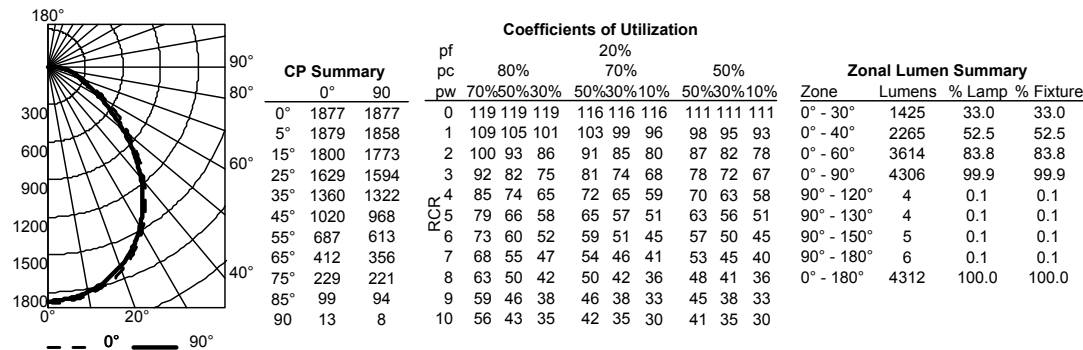 180°
90°
80°
60°
40°
300
600
900
1200
1500
1800
0° 20°
0° 90°
CP Summary
0° 90
0° 1877 1877
5° 1879 1858
15° 1800 1773
25° 1629 1594
35° 1360 1322
45° 1020 968
55° 687 613
65° 412 356
75° 229 221
85° 99 94
90 13 8
Coefficients of Utilization
pf 20%
pc 80% 70% 50%
pw 70%50%30% 50%30%10% 50%30%10%
RCR
0 119 119 119 116 116 116 111 111 111
1 109 105 101 103 99 96 98 95 93
2 100 93 86 91 85 80 87 82 78
3 92 82 75 81 74 68 78 72 67
4 85 74 65 72 65 59 70 63 58
5 79 66 58 65 57 51 63 56 51
6 73 60 52 59 51 45 57 50 45
7 68 55 47 54 46 41 53 45 40
8 63 50 42 50 42 36 48 41 36
9 59 46 38 46 38 33 45 38 33
10 56 43 35 42 35 30 41 35 30
Zonal Lumen Summary
Zone Lumens % Lamp % Fixture
0° - 30° 1425 33.0 33.0
0° - 40° 2265 52.5 52.5
0° - 60° 3614 83.8 83.8
0° - 90° 4306 99.9 99.9
90° - 120° 4 0.1 0.1
90° - 130° 4 0.1 0.1
90° - 150° 5 0.1 0.1
90° - 180° 6 0.1 0.1
0° - 180° 4312 100.0 100.0